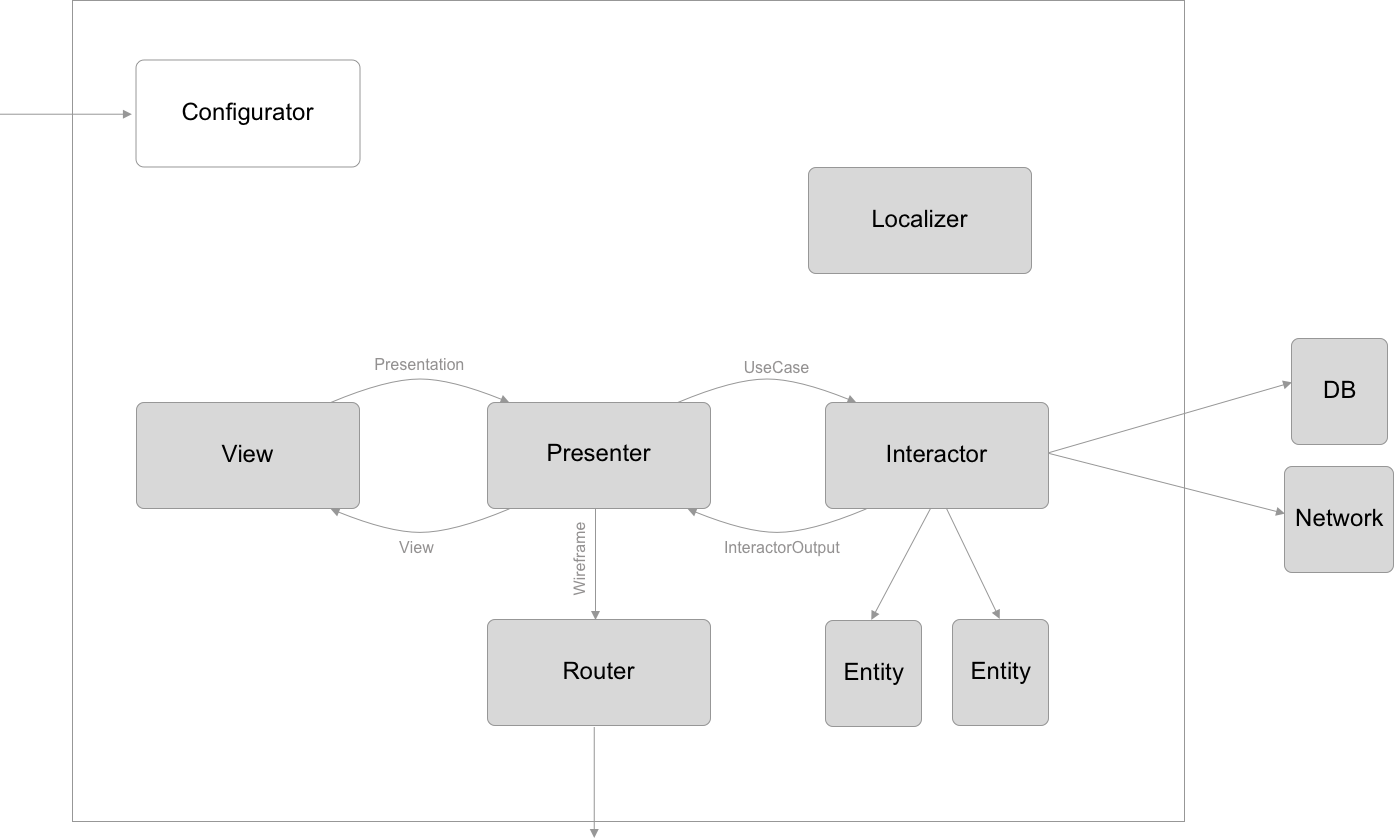 Configurator
Localizer
Presentation
UseCase
View
Presenter
Interactor
DB
Network
View
Wireframe
InteractorOutput
Router
Entity
Entity